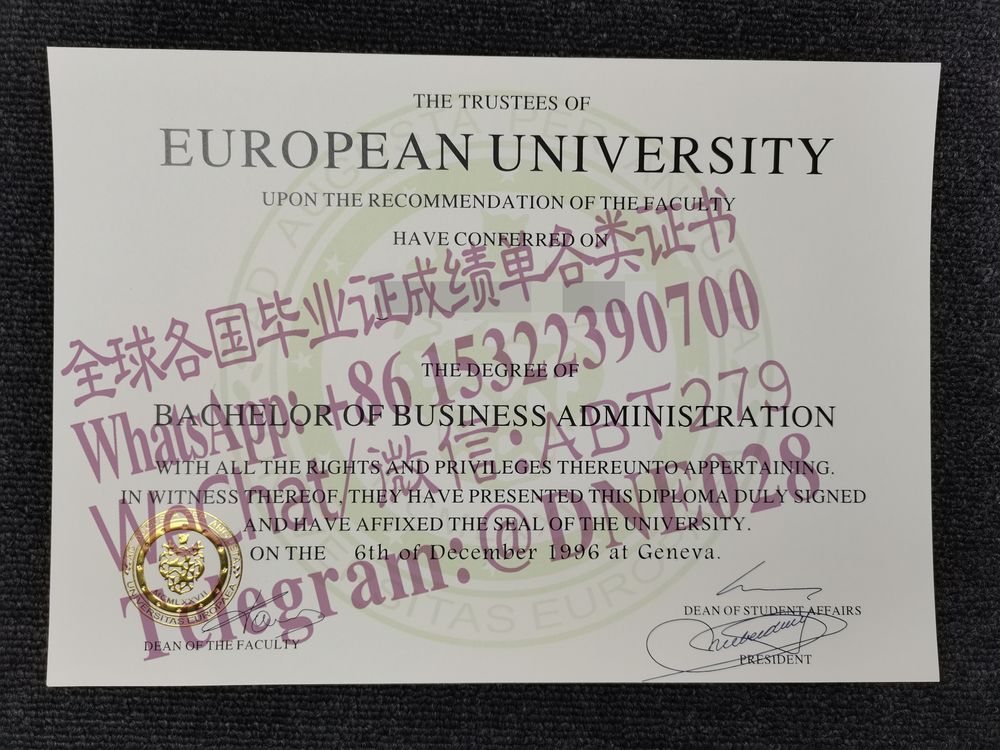 THE TRUSTEES OF
EUROPEAN UNIVERSITY
UPON THE RECOMMENDATION OF THE FACULTY
HAVE CONFERRED ON
全球各国毕业证成绩单各类证书
WhatsApp: +86 15322390700
THE DEGREE OF
BACHELOR OF BUSINESS ADMINISTRATION
WeChat/微信: ABT279
WITH ALL THE RIGHTS AND PRIVILEGES THEREUNTO APPERTAINING.
IN WITNESS THEREOF, THEY HAVE PRESENTED THIS DIPLOMA DULY SIGNED
AND HAVE AFFIXED THE SEAL OF THE UNIVERSITY.
Telegram: @DNE028
ON THE 6th of December 1996 at Geneva.
MCMLXXVII
UNIVERSITAS EUROPAEA
DEAN OF STUDENT AFFAIRS
DEAN OF THE FACULTY
PRESIDENT